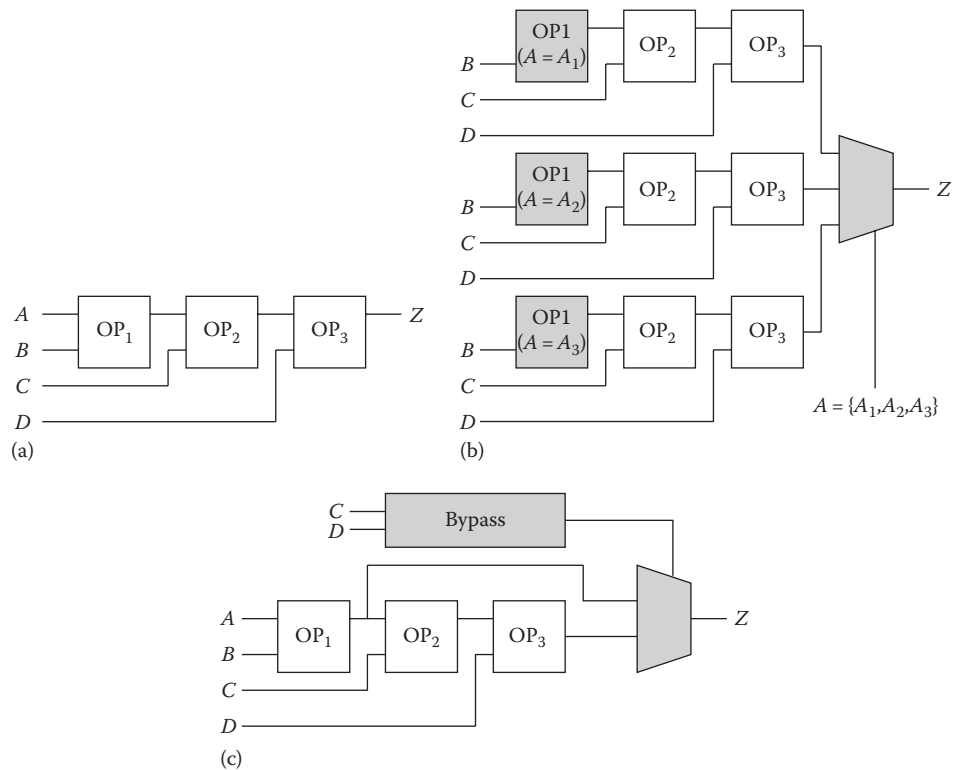 B
OP1
(A = A₁)
OP₂
OP₃
C
D
B
OP1
(A = A₂)
OP₂
OP₃
Z
C
D
A
B
OP₁
OP₂
OP₃
Z
C
D
(a)
B
OP1
(A = A₃)
OP₂
OP₃
C
D
A = {A₁,A₂,A₃}
(b)
C
D
Bypass
A
B
OP₁
OP₂
OP₃
Z
C
D
(c)